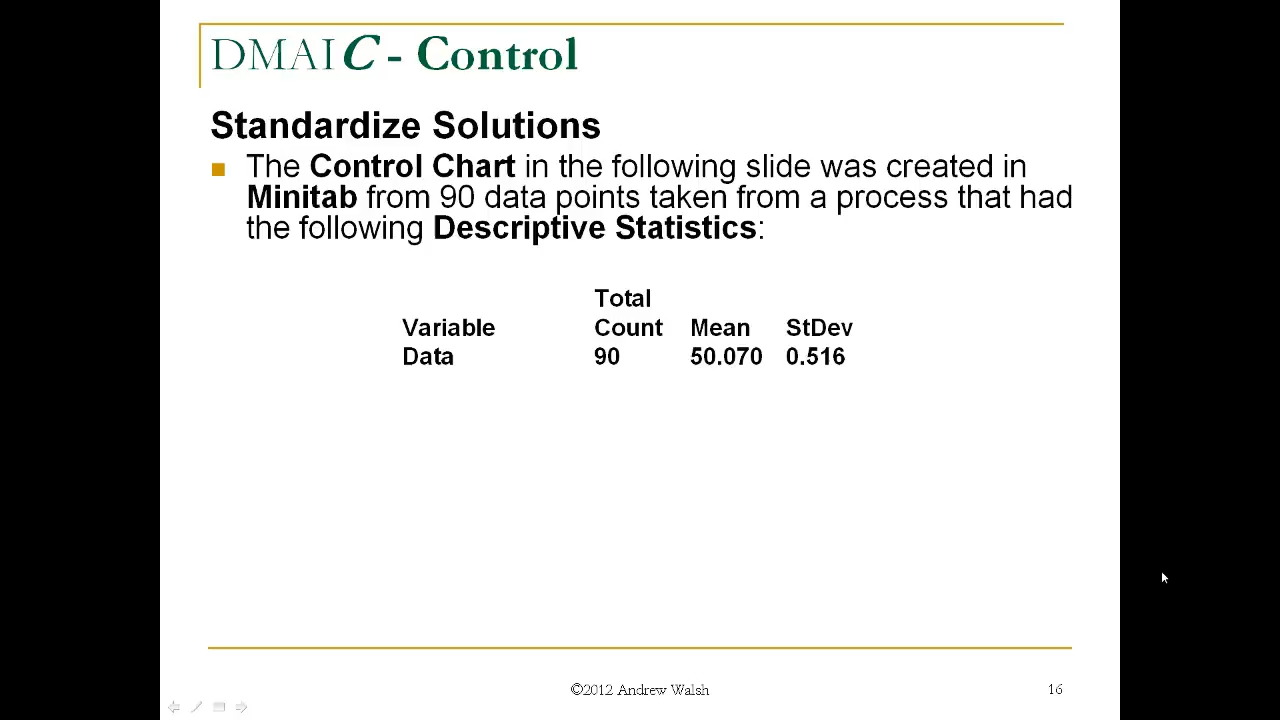 DMAIC - Control
Standardize Solutions
The Control Chart in the following slide was created in
Minitab from 90 data points taken from a process that had
the following Descriptive Statistics:
Total
Variable Count Mean StDev
Data 90 50.070 0.516
©2012 Andrew Walsh
16